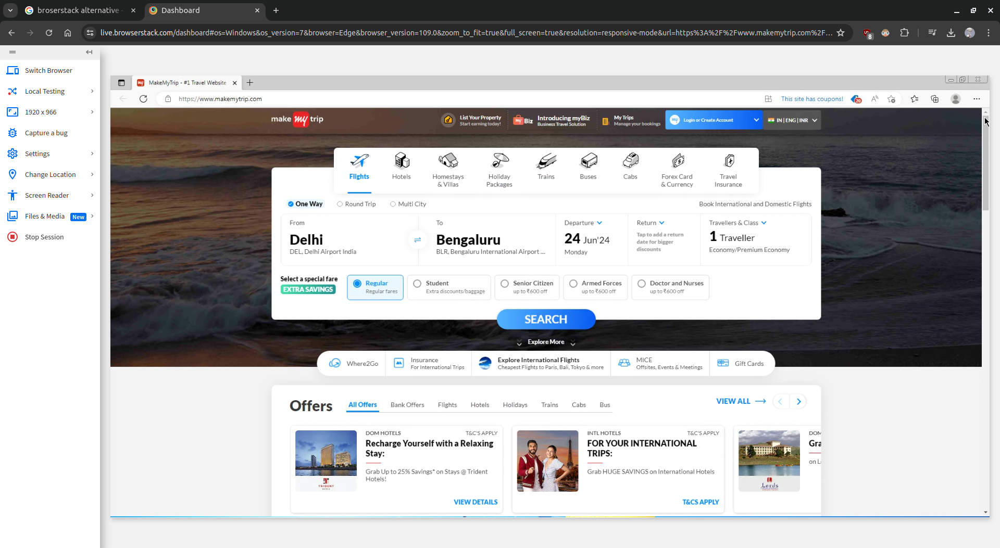 broserstack alternative
Dashboard
live.browserstack.com/dashboard#os=Windows&os_version=7&browser=Edge&browser_version=109.0&zoom_to_fit=true&full_screen=true&resolution=responsive-mode&url=https%3A%2F%2Fwww.makemytrip.com%2F...
8
Switch Browser
Local Testing
1920 x 966
Capture a bug
Settings
Change Location
Screen Reader
Files & Media New
Stop Session
MakeMyTrip - #1 Travel Website
https://www.makemytrip.com
This site has coupons!
20
make my trip
List Your Property
Start earning today!
my Biz
Introducing myBiz
Business Travel Solution
My Trips
Manage your bookings
my Login or Create Account
IN | ENG | INR
Flights
Hotels
Homestays
& Villas
Holiday
Packages
Trains
Buses
Cabs
Forex Card
& Currency
Travel
Insurance
One Way
Round Trip
Multi City
Book International and Domestic Flights
From
Delhi
DEL, Delhi Airport India
To
Bengaluru
BLR, Bengaluru International Airport ...
Departure
24 Jun'24
Monday
Return
Tap to add a return
date for bigger
discounts
Travellers & Class
1 Traveller
Economy/Premium Economy
Select a special fare
EXTRA SAVINGS
Regular
Regular fares
Student
Extra discounts/baggage
Senior Citizen
up to ₹600 off
Armed Forces
up to ₹600 off
Doctor and Nurses
up to ₹600 off
SEARCH
Explore More
Where2Go
Insurance
For International Trips
Explore International Flights
Cheapest Flights to Paris, Bali, Tokyo & more
MICE
Offsites, Events & Meetings
Gift Cards
Offers
All Offers
Bank Offers
Flights
Hotels
Holidays
Trains
Cabs
Bus
VIEW ALL
DOM HOTELS
T&C'S APPLY
Recharge Yourself with a Relaxing
Stay:
Grab Up to 25% Savings* on Stays @ Trident
Hotels!
TRIDENT
HOTELS
VIEW DETAILS
INTL HOTELS
T&C'S APPLY
FOR YOUR INTERNATIONAL
TRIPS:
Grab HUGE SAVINGS on International Hotels
T&CS APPLY
DOM
Gra
on L
Lords